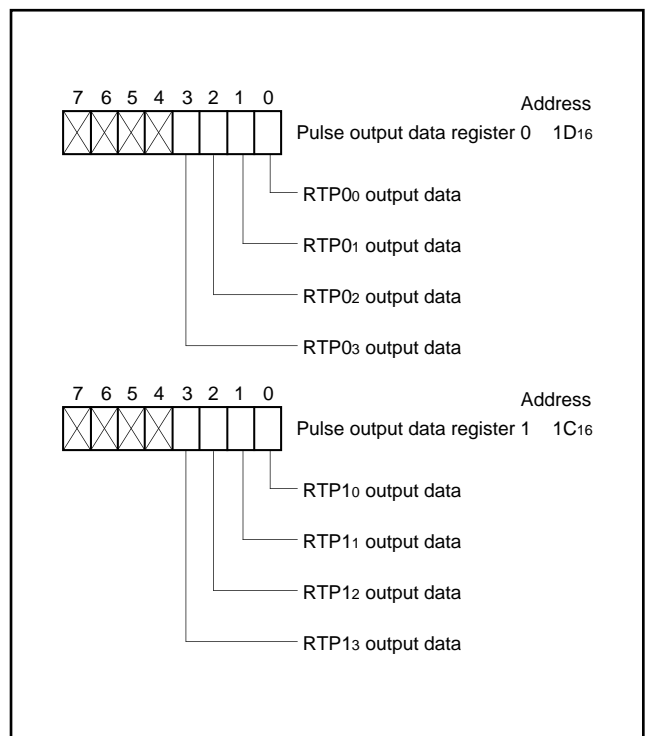 7 6 5 4 3 2 1 0
Address
Pulse output data register 0 1D16
RTP00 output data
RTP01 output data
RTP02 output data
RTP03 output data
7 6 5 4 3 2 1 0
Address
Pulse output data register 1 1C16
RTP10 output data
RTP11 output data
RTP12 output data
RTP13 output data